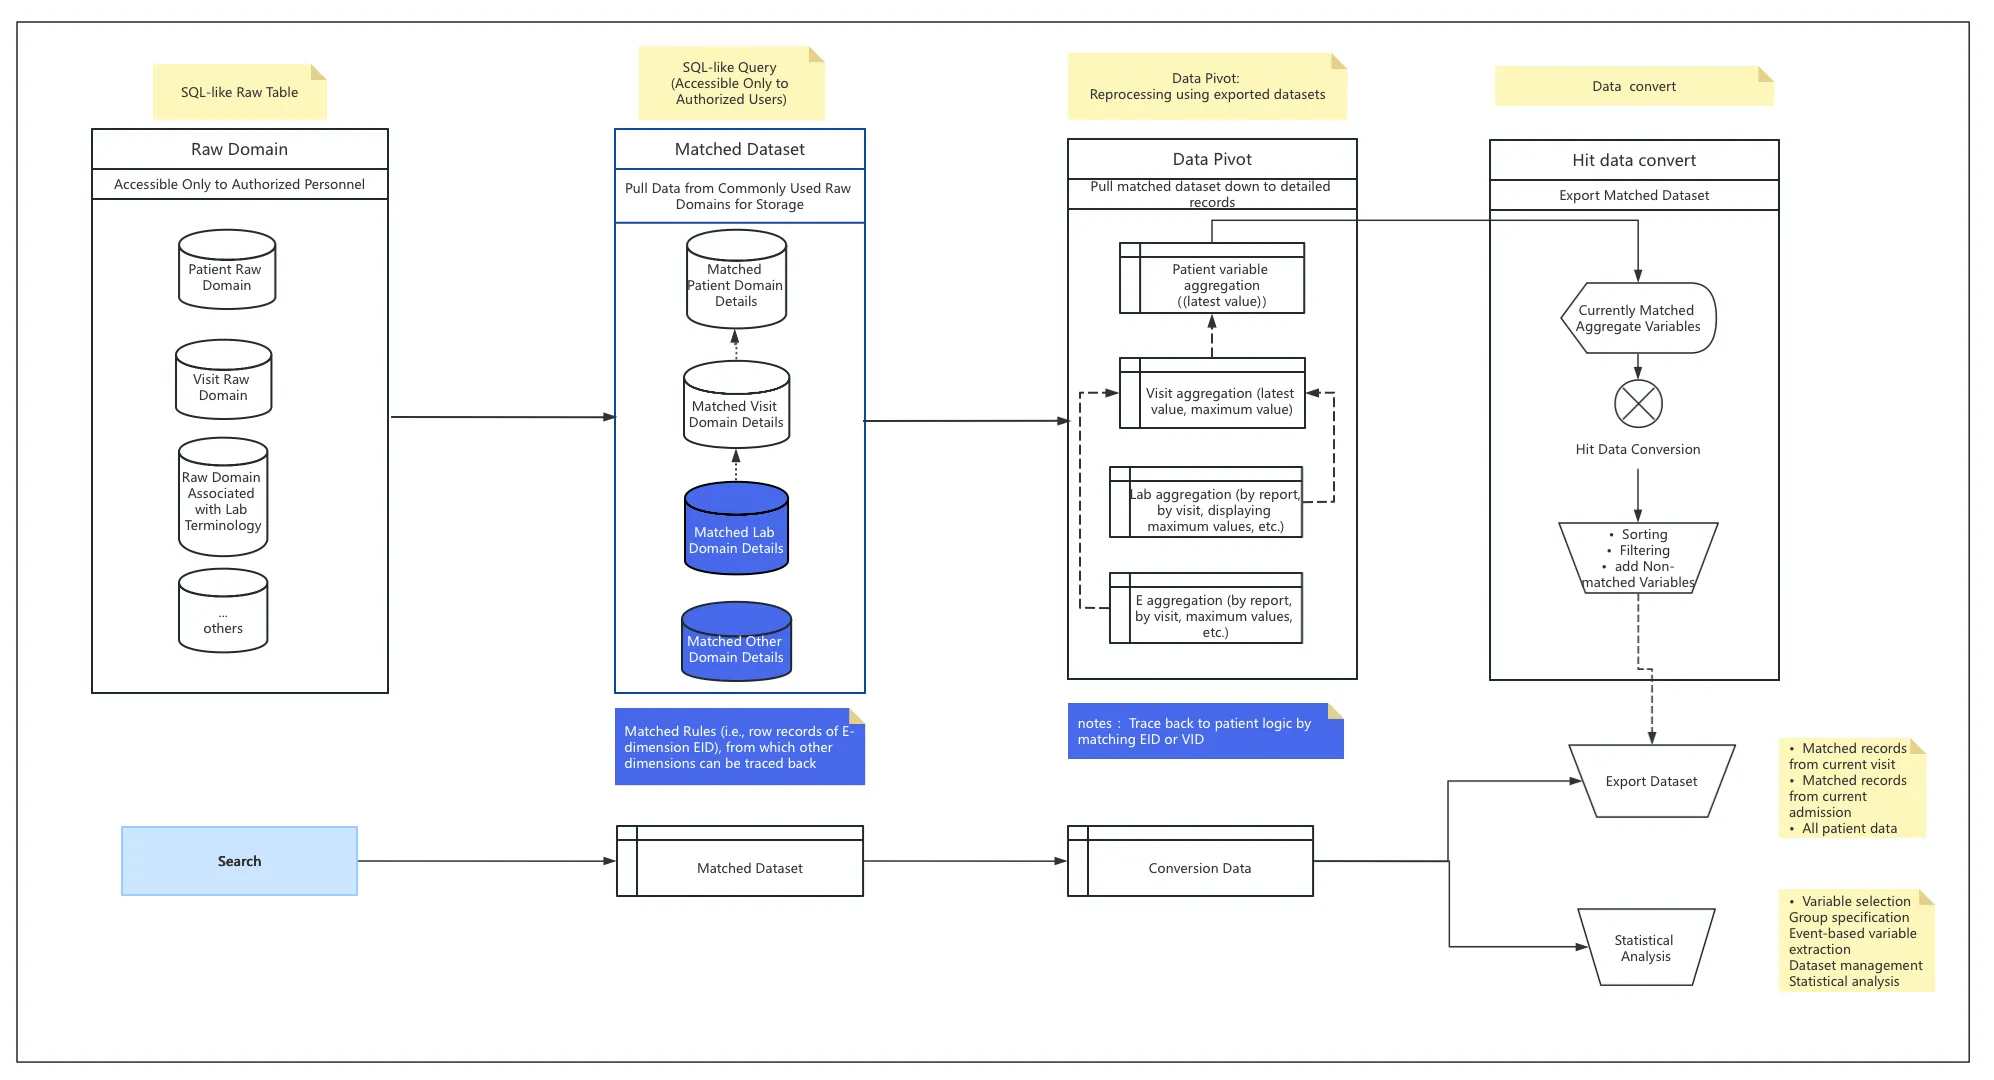 SQL-like Raw Table
Raw Domain
Accessible Only to Authorized Personnel
Patient Raw
Domain
Visit Raw
Domain
Raw Domain
Associated
with Lab
Terminology
...
others
SQL-like Query
(Accessible Only to
Authorized Users)
Matched Dataset
Pull Data from Commonly Used Raw
Domains for Storage
Matched
Patient Domain
Details
Matched Visit
Domain Details
Matched Lab
Domain Details
Matched Other
Domain Details
Matched Rules (i.e., row records of E-
dimension EID), from which other
dimensions can be traced back
Data Pivot:
Reprocessing using exported datasets
Data Pivot
Pull matched dataset down to detailed
records
Patient variable
aggregation
((latest value))
Visit aggregation (latest
value, maximum value)
Lab aggregation (by report,
by visit, displaying
maximum values, etc.)
E aggregation (by report,
by visit, maximum values,
etc.)
notes： Trace back to patient logic by
matching EID or VID
Data convert
Hit data convert
Export Matched Dataset
Currently Matched
Aggregate Variables
Hit Data Conversion
• Sorting
• Filtering
• add Non-
matched Variables
Search
Matched Dataset
Conversion Data
Export Dataset
• Matched records
from current visit
• Matched records
from current
admission
• All patient data
Statistical
Analysis
• Variable selection
Group specification
Event-based variable
extraction
Dataset management
Statistical analysis